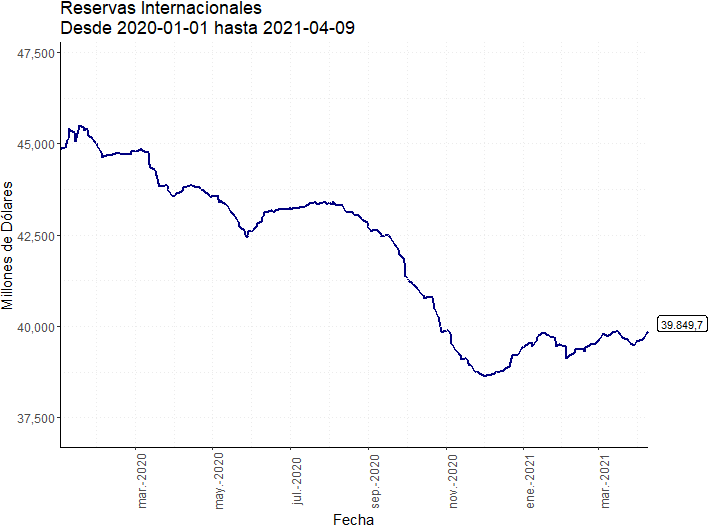 Reservas Internacionales
Desde 2020-01-01 hasta 2021-04-09
Millones de Dólares
47,500
45,000
42,500
40,000
37,500
39.849,7
mar.-2020
may.-2020
jul.-2020
sep.-2020
nov.-2020
ene.-2021
mar.-2021
Fecha